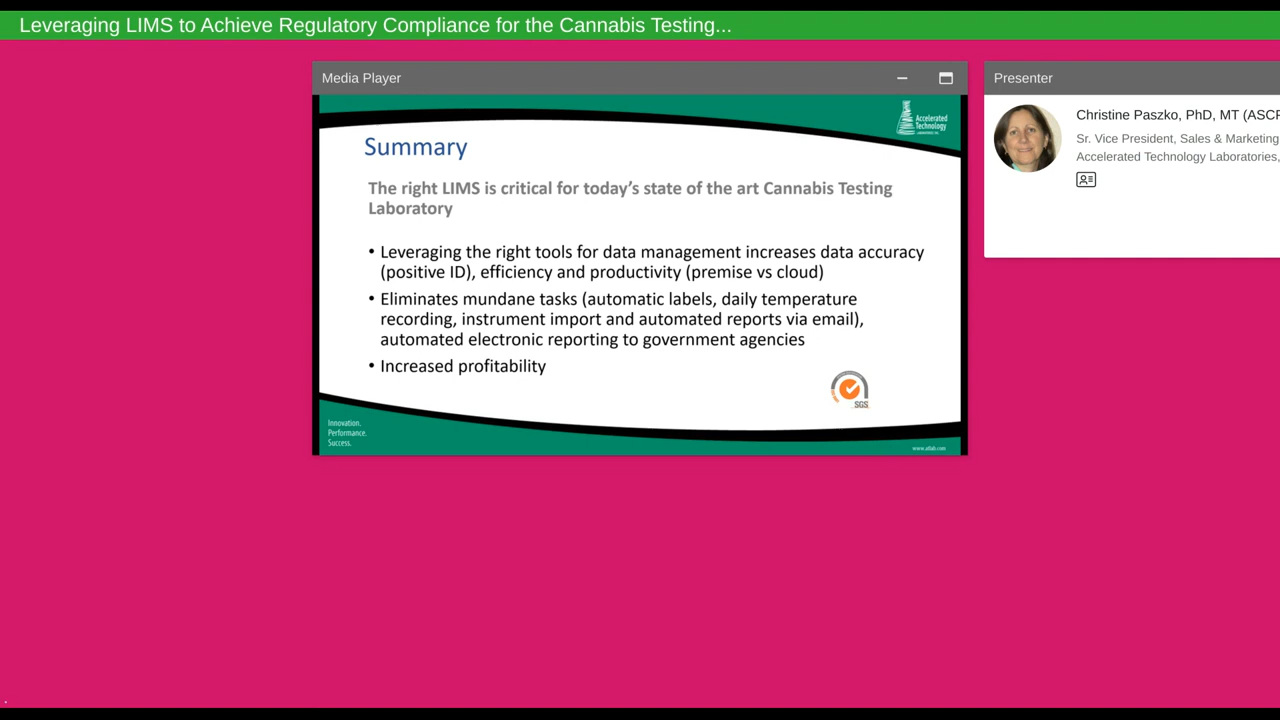 Leveraging LIMS to Achieve Regulatory Compliance for the Cannabis Testing...
Media Player
Accelerated
Technology
LABORATORIES, INC.
Summary
The right LIMS is critical for today’s state of the art Cannabis Testing
Laboratory
• Leveraging the right tools for data management increases data accuracy
(positive ID), efficiency and productivity (premise vs cloud)
• Eliminates mundane tasks (automatic labels, daily temperature
recording, instrument import and automated reports via email),
automated electronic reporting to government agencies
• Increased profitability
SGS
Innovation.
Performance.
Success.
www.atlab.com
Presenter
Christine Paszko, PhD, MT (ASCP
Sr. Vice President, Sales & Marketing
Accelerated Technology Laboratories,